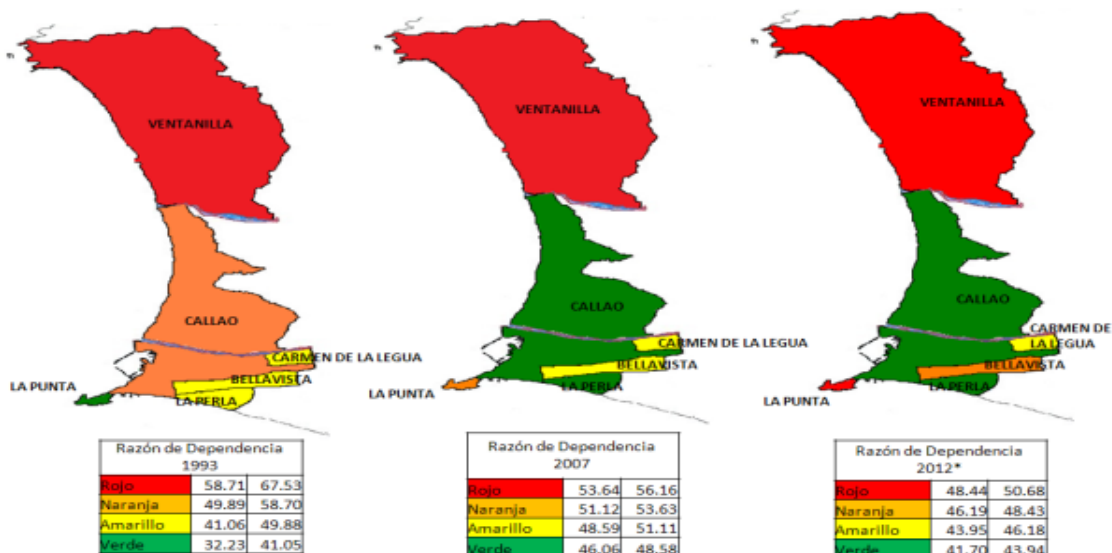 VENTANILLA
CALLAO
CARMEN DE LA LEGUA
BELLAVISTA
LA PUNTA
LA PERLA
Razón de Dependencia
1993
Rojo 58.71 67.53
Naranja 49.89 58.70
Amarillo 41.06 49.88
Verde 32.23 41.05
VENTANILLA
CALLAO
CARMEN DE LA LEGUA
BELLAVISTA
LA PUNTA
LA PERLA
Razón de Dependencia
2007
Rojo 53.64 56.16
Naranja 51.12 53.63
Amarillo 48.59 51.11
Verde 46.06 48.58
VENTANILLA
CALLAO
CARMEN DE
LA LEGUA
BELLAVISTA
LA PERLA
LA PUNTA
Razón de Dependencia
2012*
Rojo 48.44 50.68
Naranja 46.19 48.43
Amarillo 43.95 46.18
Verde 41.70 43.94